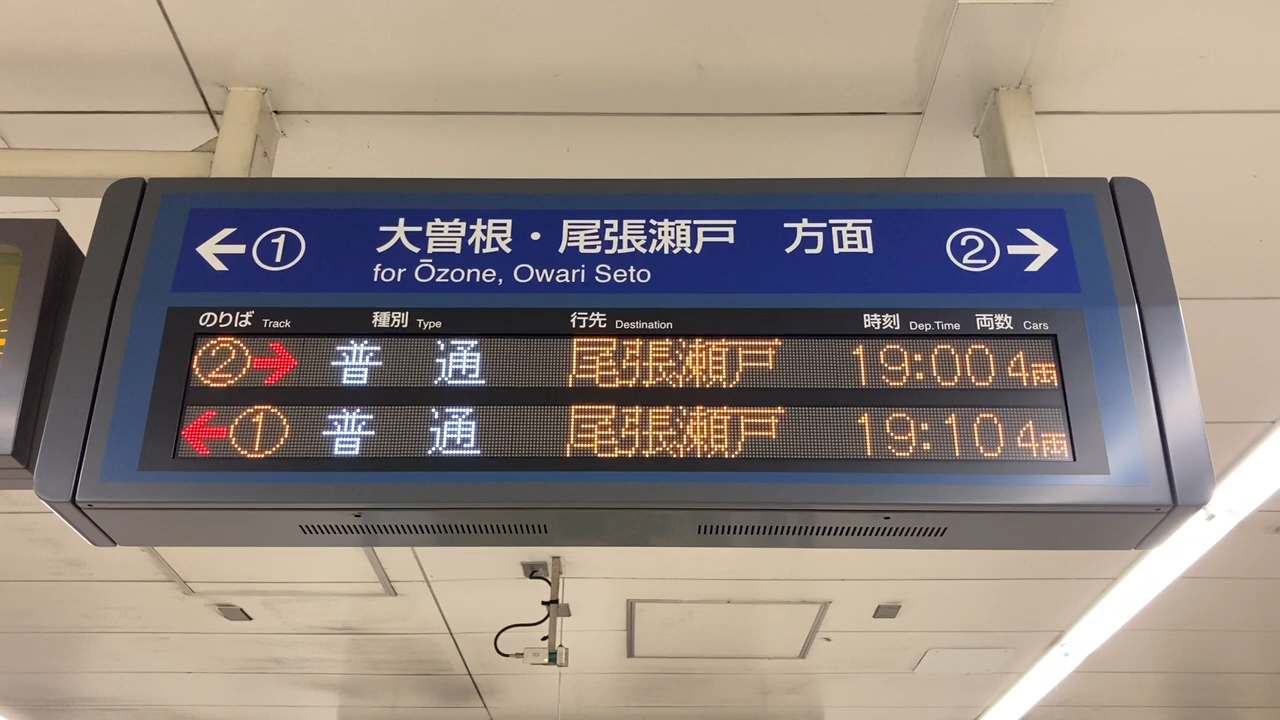 ← ① 大曽根・尾張瀬戸 方面 ② →
for Ōzone, Owari Seto
のりば Track 種別 Type 行先 Destination 時刻 Dep.Time 両数 Cars
②→ 普通 尾張瀬戸 19:00 4両
←① 普通 尾張瀬戸 19:10 4両